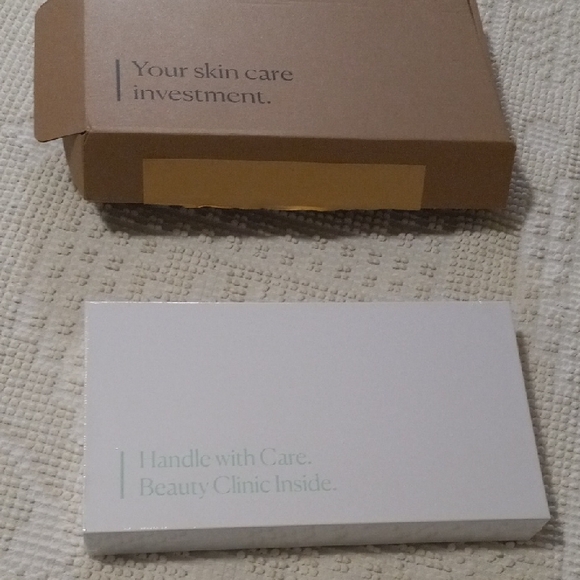 Your skin care
investment.
Handle with Care.
Beauty Clinic Inside.